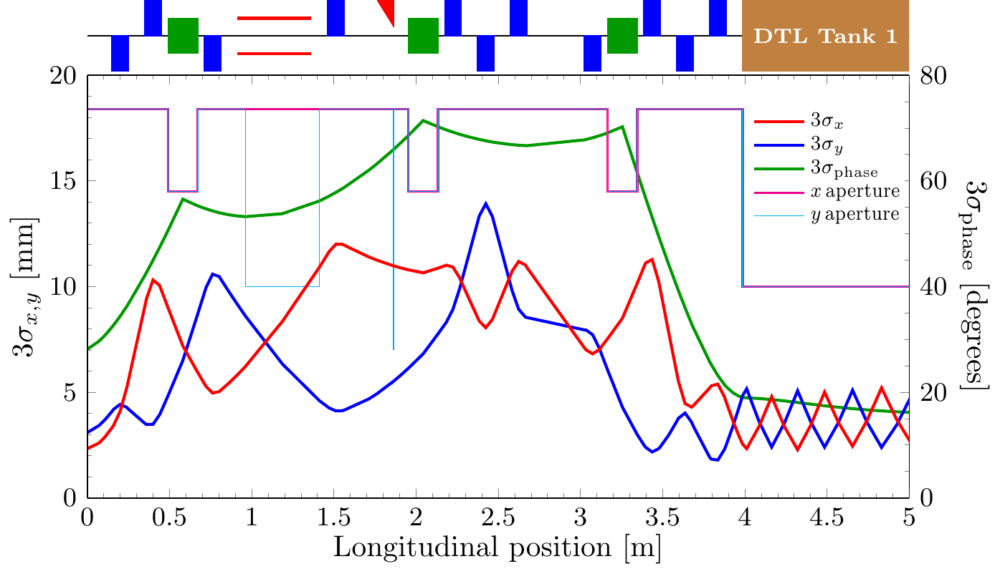 DTL Tank 1
20
15
10
5
0
3σx,y [mm]
80
60
40
20
0
3σphase [degrees]
3σx
3σy
3σphase
x aperture
y aperture
0 0.5 1 1.5 2 2.5 3 3.5 4 4.5 5
Longitudinal position [m]